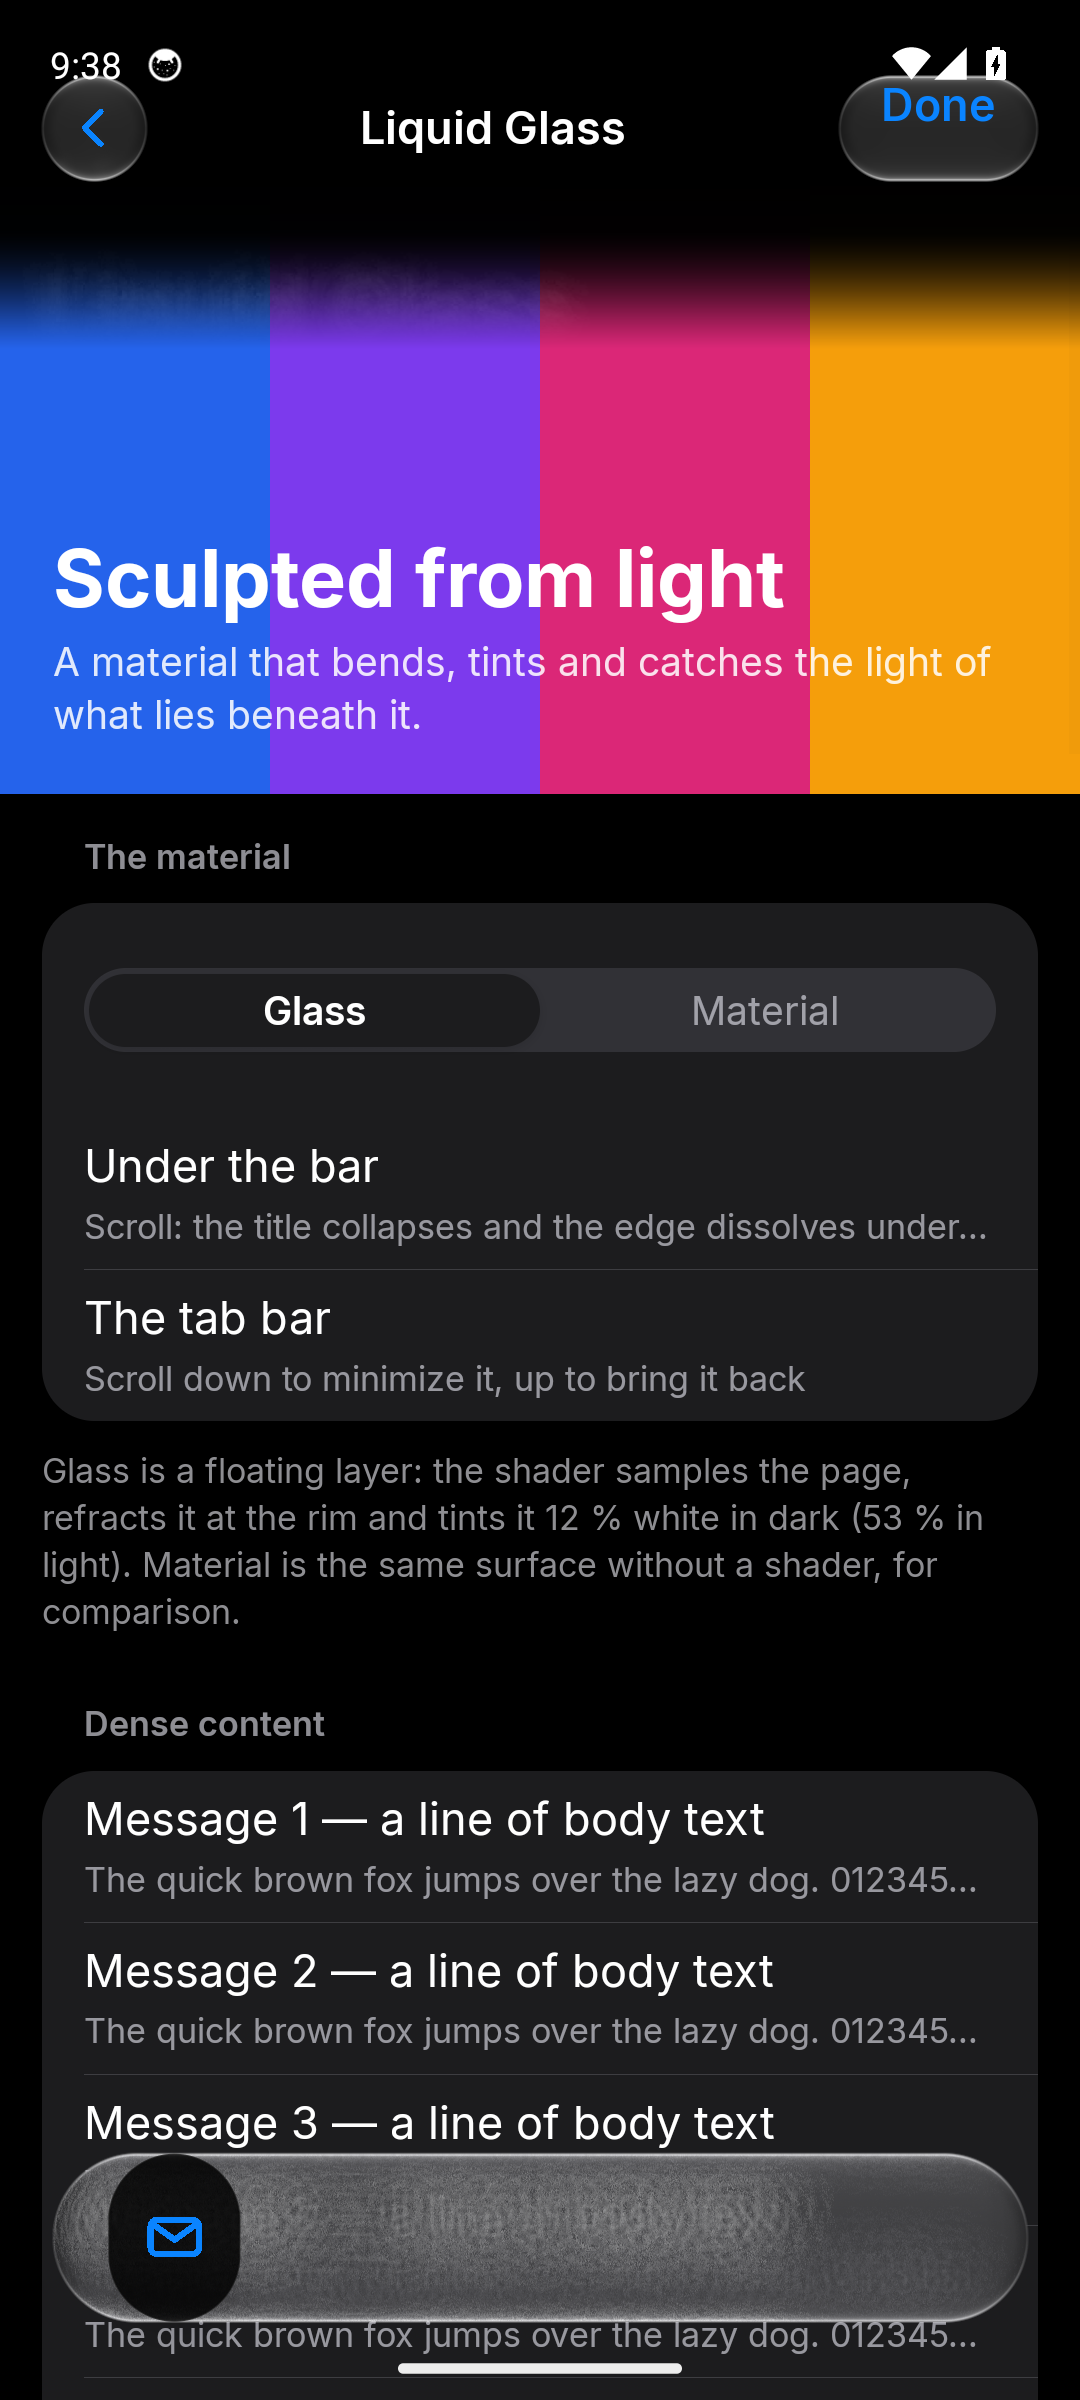 9:38
Liquid Glass
Done
Sculpted from light
A material that bends, tints and catches the light of
what lies beneath it.
The material
Glass
Material
Under the bar
Scroll: the title collapses and the edge dissolves under...
The tab bar
Scroll down to minimize it, up to bring it back
Glass is a floating layer: the shader samples the page,
refracts it at the rim and tints it 12 % white in dark (53 % in
light). Material is the same surface without a shader, for
comparison.
Dense content
Message 1 — a line of body text
The quick brown fox jumps over the lazy dog. 012345...
Message 2 — a line of body text
The quick brown fox jumps over the lazy dog. 012345...
Message 3 — a line of body text
The quick brown fox jumps over the lazy dog. 012345...